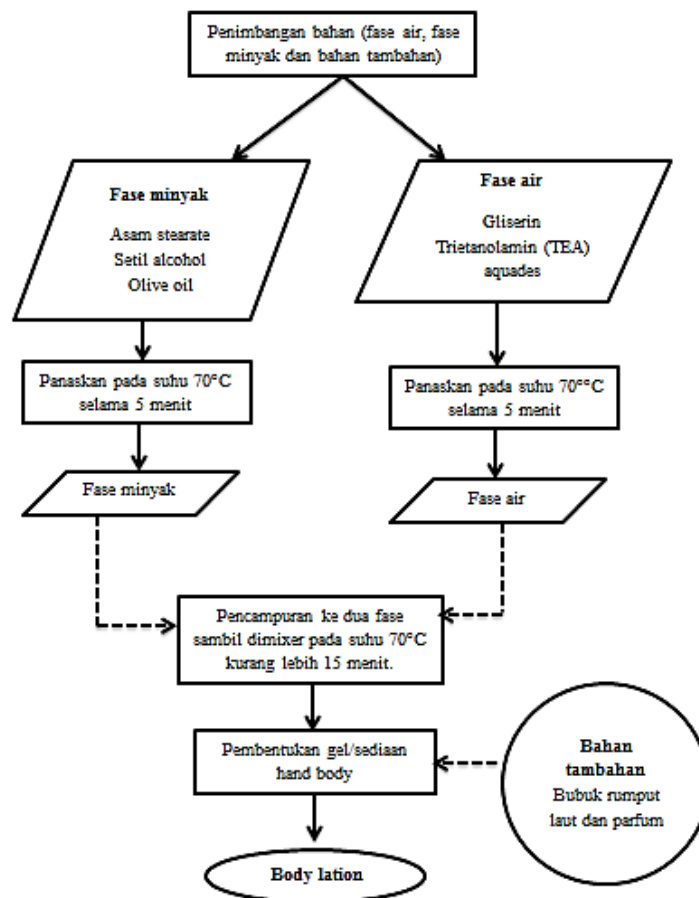 Penimbangan bahan (fase air, fase
minyak dan bahan tambahan)
Fase minyak
Asam stearate
Setil alcohol
Olive oil
Fase air
Gliserin
Trietanolamin (TEA)
aquades
Panaskan pada suhu 70°C
selama 5 menit
Panaskan pada suhu 70°°C
selama 5 menit
Fase minyak
Fase air
Pencampuran ke dua fase
sambil dimixer pada suhu 70°C
kurang lebih 15 menit.
Pembentukan gel/sediaan
hand body
Bahan
tambahan
Bubuk rumput
laut dan parfum
Body lation